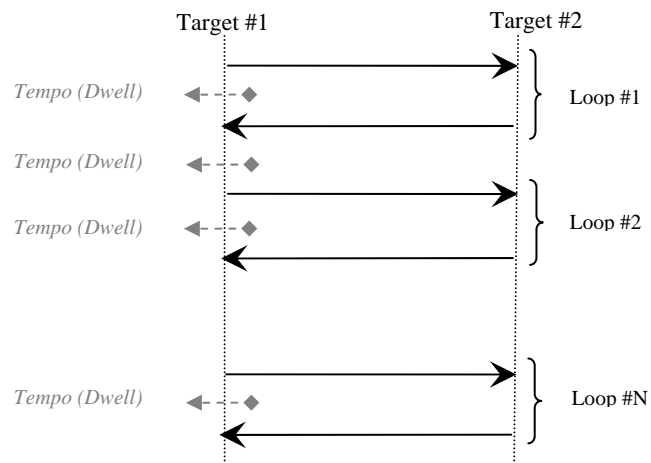 Target #1 Target #2
Tempo (Dwell)
Loop #1
Tempo (Dwell)
Tempo (Dwell)
Loop #2
Tempo (Dwell)
Loop #N